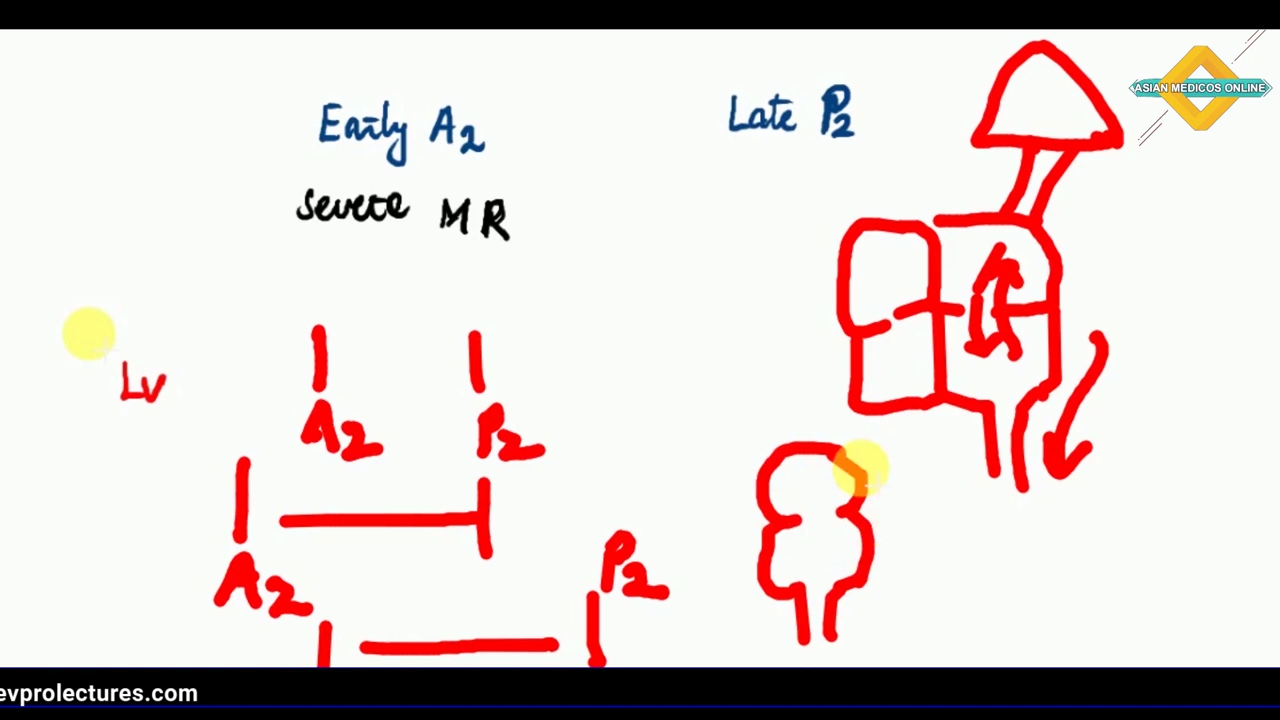 Early A2
Late P2
ASIAN MEDICOS ONLINE
severe MR
LV
A2
P2
A2
P2
evprolectures.com